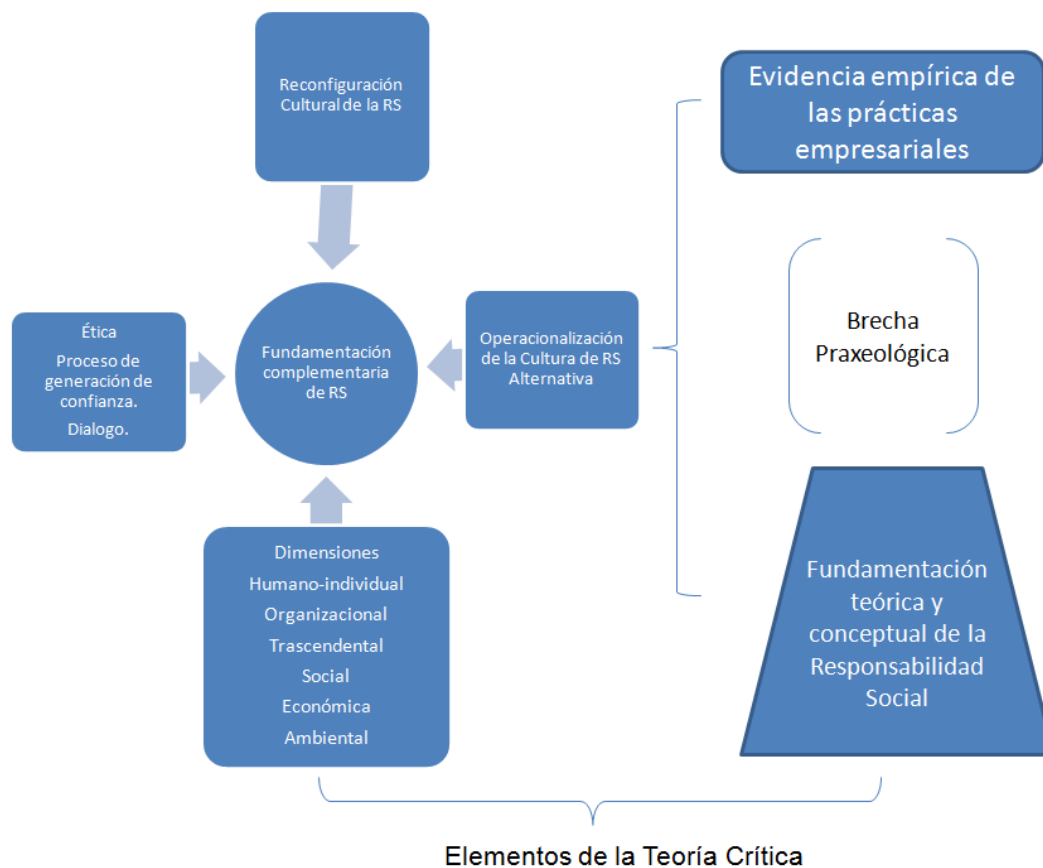 Reconfiguración
Cultural de la RS
Ética
Proceso de
generación de
confianza.
Dialogo.
Fundamentación
complementaria
de RS
Operacionalización
de la Cultura de RS
Alternativa
Dimensiones
Humano-individual
Organizacional
Trascendental
Social
Económica
Ambiental
Evidencia empírica de
las prácticas
empresariales
Brecha
Praxeológica
Fundamentación
teórica y
conceptual de la
Responsabilidad
Social
Elementos de la Teoría Crítica